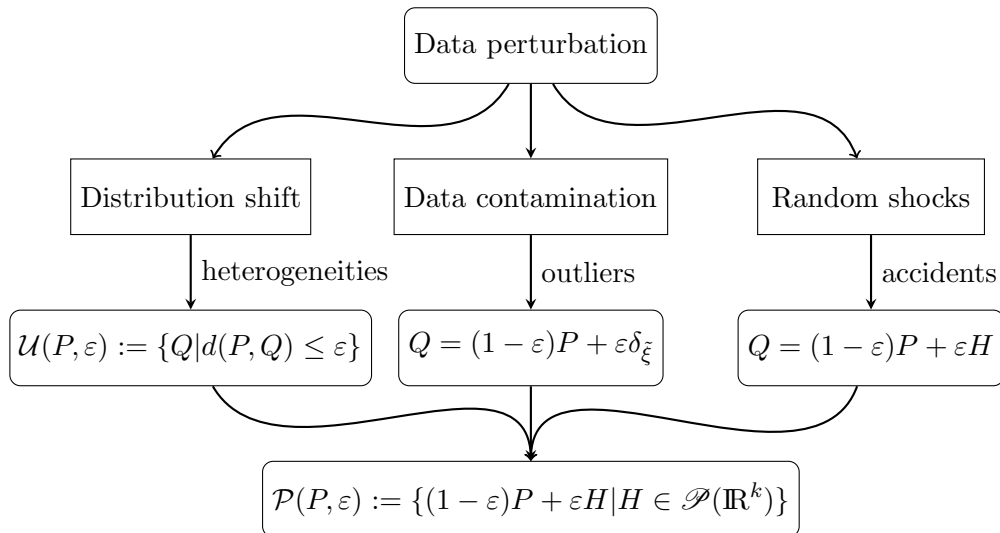 Data perturbation
Distribution shift
Data contamination
Random shocks
heterogeneities
outliers
accidents
𝒰(P, ε) := {Q|d(P, Q) ≤ ε}
Q = (1 − ε)P + εδ_ξ̃
Q = (1 − ε)P + εH
𝒫(P, ε) := {(1 − ε)P + εH|H ∈ 𝒫(ℝ^k)}